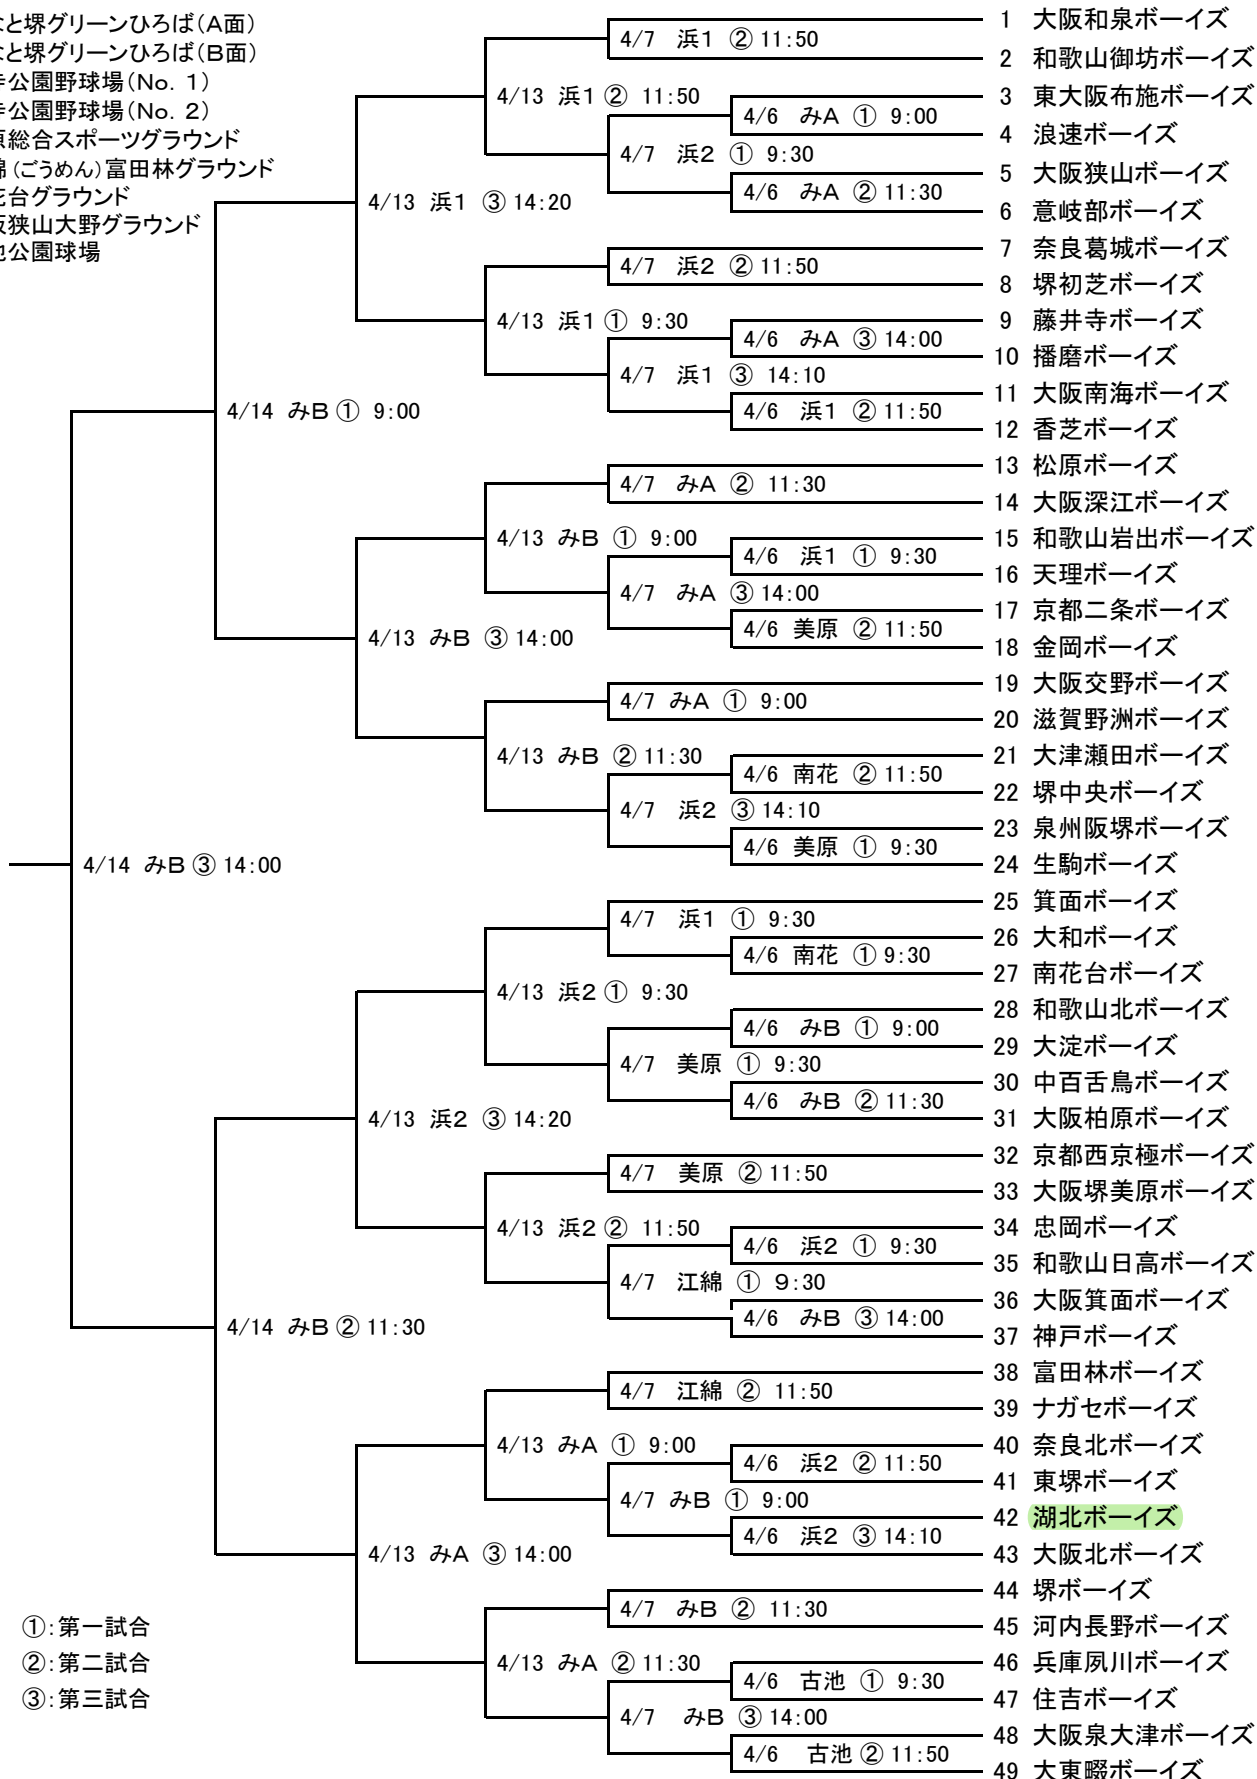 と堺グリーンひろば（A面）
と堺グリーンひろば（B面）
公園野球場（No．1）
公園野球場（No．2）
総合スポーツグラウンド
（ごうめん）富田林グラウンド
台グラウンド
狭山大野グラウンド
公園球場
1 大阪和泉ボーイズ
4/7 浜1 ② 11:50
2 和歌山御坊ボーイズ
4/13 浜1 ② 11:50
3 東大阪布施ボーイズ
4/6 みA ① 9:00
4 浪速ボーイズ
4/7 浜2 ① 9:30
5 大阪狭山ボーイズ
4/6 みA ② 11:30
6 意岐部ボーイズ
4/13 浜1 ③ 14:20
7 奈良葛城ボーイズ
4/7 浜2 ② 11:50
8 堺初芝ボーイズ
4/13 浜1 ① 9:30
9 藤井寺ボーイズ
4/6 みA ③ 14:00
10 播磨ボーイズ
4/7 浜1 ③ 14:10
11 大阪南海ボーイズ
4/6 浜1 ② 11:50
12 香芝ボーイズ
4/14 みB ① 9:00
13 松原ボーイズ
4/7 みA ② 11:30
14 大阪深江ボーイズ
4/13 みB ① 9:00
15 和歌山岩出ボーイズ
4/6 浜1 ① 9:30
16 天理ボーイズ
4/7 みA ③ 14:00
17 京都二条ボーイズ
4/6 美原 ② 11:50
18 金岡ボーイズ
4/13 みB ③ 14:00
19 大阪交野ボーイズ
4/7 みA ① 9:00
20 滋賀野洲ボーイズ
4/13 みB ② 11:30
21 大津瀬田ボーイズ
4/6 南花 ② 11:50
22 堺中央ボーイズ
4/7 浜2 ③ 14:10
23 泉州阪堺ボーイズ
4/6 美原 ① 9:30
24 生駒ボーイズ
4/14 みB ③ 14:00
25 箕面ボーイズ
4/7 浜1 ① 9:30
26 大和ボーイズ
4/6 南花 ① 9:30
27 南花台ボーイズ
4/13 浜2 ① 9:30
28 和歌山北ボーイズ
4/6 みB ① 9:00
29 大淀ボーイズ
4/7 美原 ① 9:30
30 中百舌鳥ボーイズ
4/6 みB ② 11:30
31 大阪柏原ボーイズ
4/13 浜2 ③ 14:20
32 京都西京極ボーイズ
4/7 美原 ② 11:50
33 大阪堺美原ボーイズ
4/13 浜2 ② 11:50
34 忠岡ボーイズ
4/6 浜2 ① 9:30
35 和歌山日高ボーイズ
4/7 江綿 ① 9:30
36 大阪箕面ボーイズ
4/6 みB ③ 14:00
37 神戸ボーイズ
4/14 みB ② 11:30
38 富田林ボーイズ
4/7 江綿 ② 11:50
39 ナガセボーイズ
4/13 みA ① 9:00
40 奈良北ボーイズ
4/6 浜2 ② 11:50
41 東堺ボーイズ
4/7 みB ① 9:00
42 湖北ボーイズ
4/6 浜2 ③ 14:10
43 大阪北ボーイズ
4/13 みA ③ 14:00
44 堺ボーイズ
4/7 みB ② 11:30
45 河内長野ボーイズ
4/13 みA ② 11:30
46 兵庫夙川ボーイズ
4/6 古池 ① 9:30
47 住吉ボーイズ
4/7 みB ③ 14:00
48 大阪泉大津ボーイズ
4/6 古池 ② 11:50
49 大東畷ボーイズ
①：第一試合
②：第二試合
③：第三試合